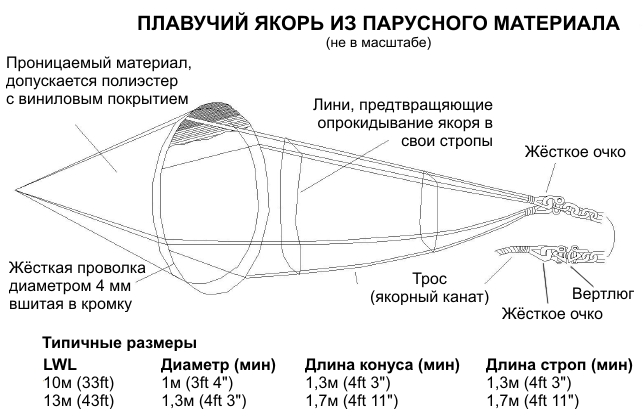 ПЛАВУЧИЙ ЯКОРЬ ИЗ ПАРУСНОГО МАТЕРИАЛА
(не в масштабе)
Проницаемый материал,
допускается полиэстер
с виниловым покрытием
Лини, предтвращяющие
опрокидывание якоря в
свои стропы
Жёсткое очко
Жёсткая проволка
диаметром 4 мм
вшитая в кромку
Трос
(якорный канат)
Вертлюг
Жёсткое очко
Типичные размеры
LWL Диаметр (мин) Длина конуса (мин) Длина строп (мин)
10м (33ft) 1м (3ft 4") 1,3м (4ft 3") 1,3м (4ft 3")
13м (43ft) 1,3м (4ft 3") 1,7м (4ft 11") 1,7м (4ft 11")